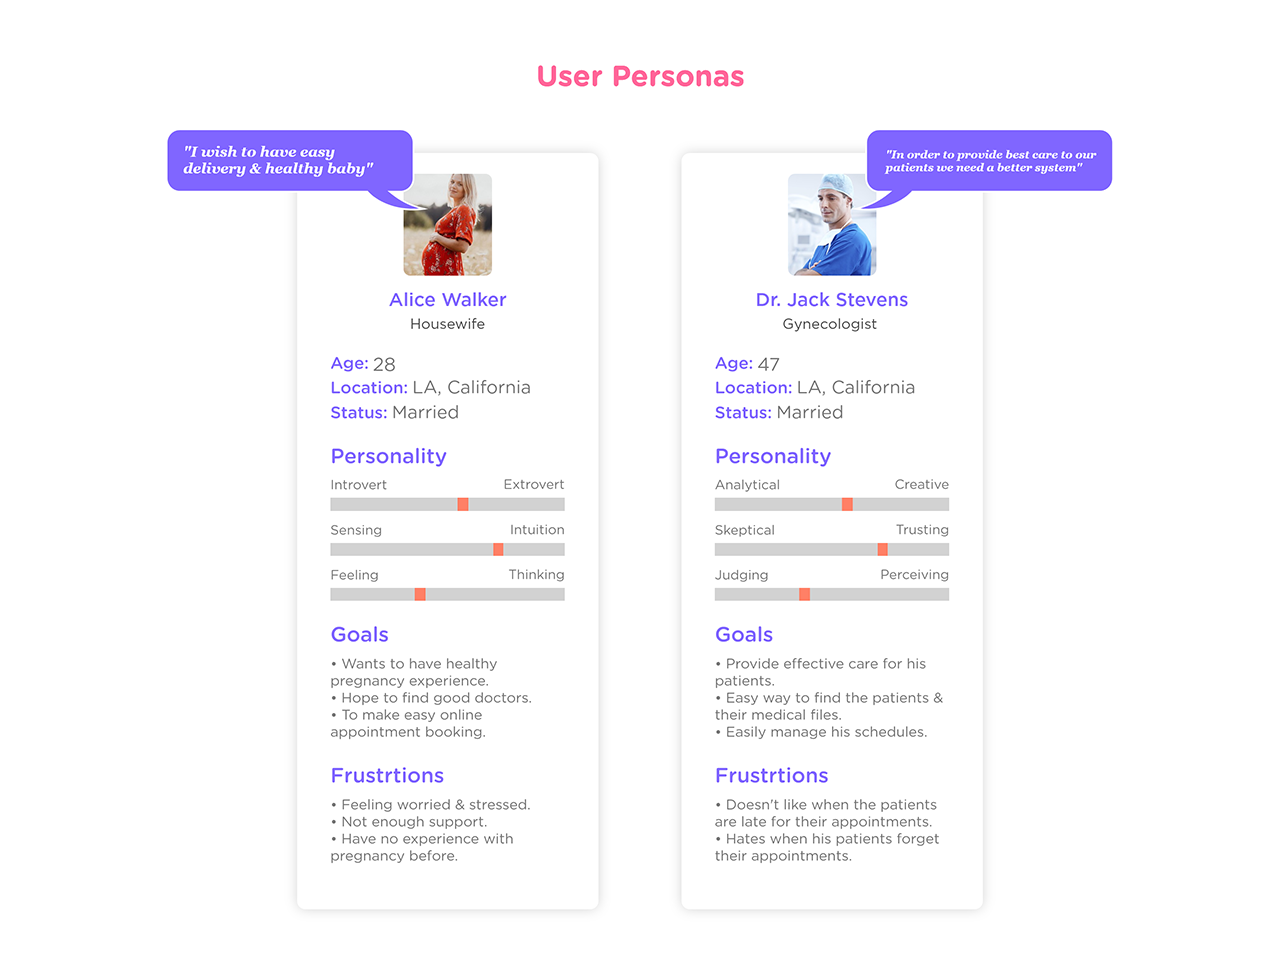 User Personas
"I wish to have easy
delivery & healthy baby"
Alice Walker
Housewife
Age: 28
Location: LA, California
Status: Married
Personality
Introvert Extrovert
Sensing Intuition
Feeling Thinking
Goals
• Wants to have healthy
pregnancy experience.
• Hope to find good doctors.
• To make easy online
appointment booking.
Frustrtions
• Feeling worried & stressed.
• Not enough support.
• Have no experience with
pregnancy before.
"In order to provide best care to our
patients we need a better system"
Dr. Jack Stevens
Gynecologist
Age: 47
Location: LA, California
Status: Married
Personality
Analytical Creative
Skeptical Trusting
Judging Perceiving
Goals
• Provide effective care for his
patients.
• Easy way to find the patients &
their medical files.
• Easily manage his schedules.
Frustrtions
• Doesn't like when the patients
are late for their appointments.
• Hates when his patients forget
their appointments.